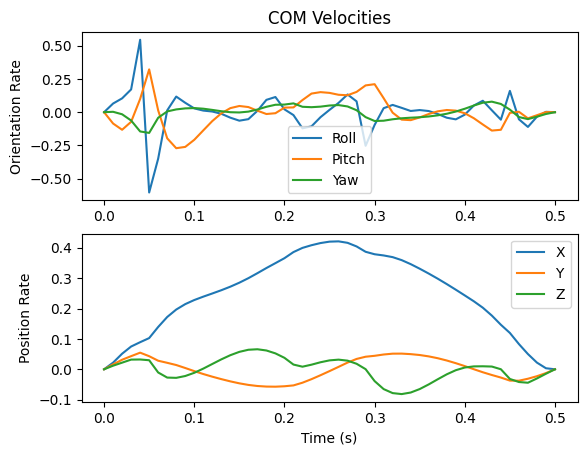 COM Velocities
Orientation Rate
0.50
0.25
0.00
−0.25
−0.50
Roll
Pitch
Yaw
0.0
0.1
0.2
0.3
0.4
0.5
Position Rate
0.4
0.3
0.2
0.1
0.0
−0.1
X
Y
Z
0.0
0.1
0.2
0.3
0.4
0.5
Time (s)